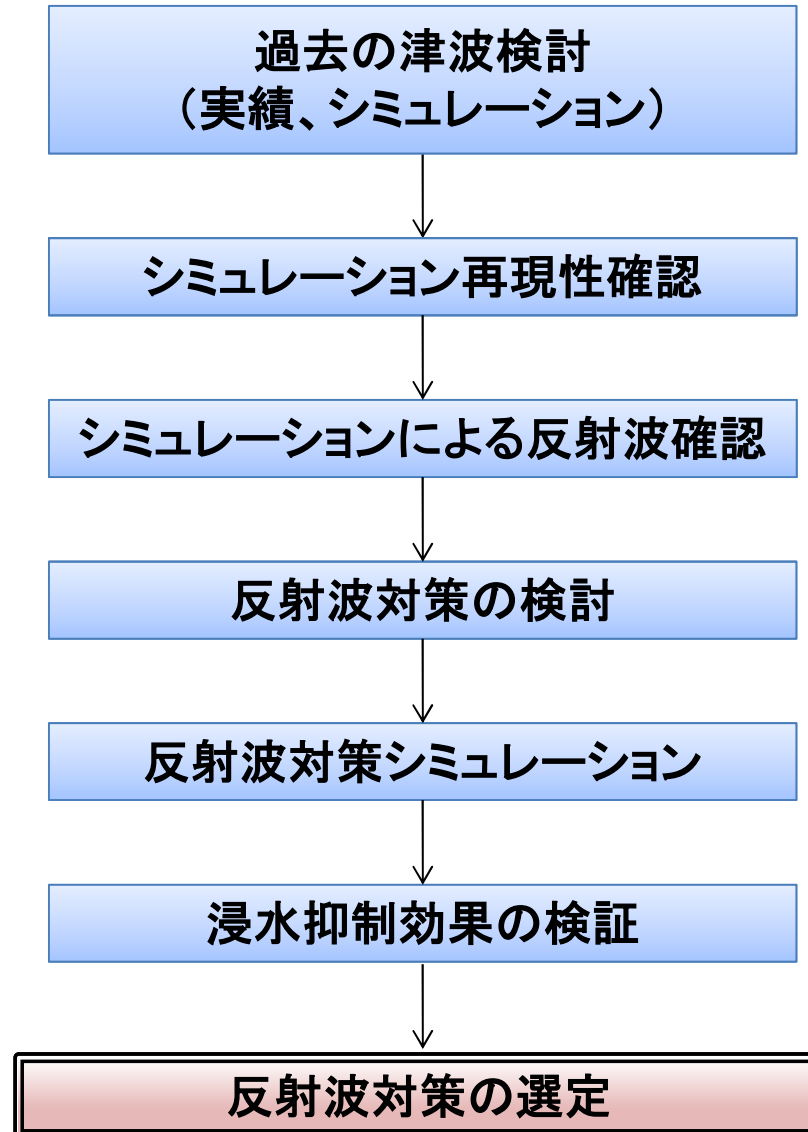 過去の津波検討
（実績、シミュレーション）
シミュレーション再現性確認
シミュレーションによる反射波確認
反射波対策の検討
反射波対策シミュレーション
浸水抑制効果の検証
反射波対策の選定